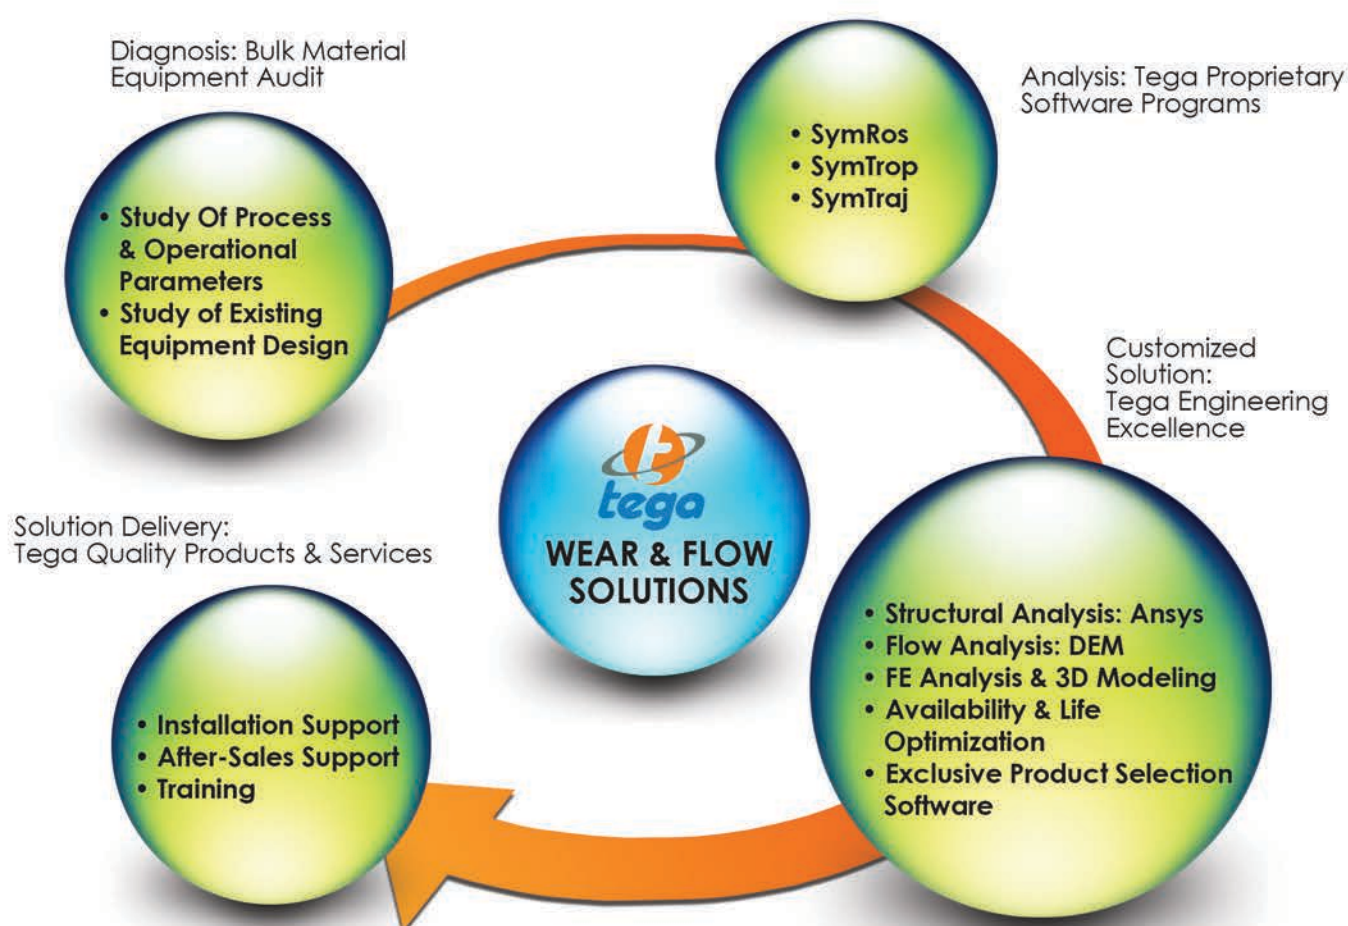 Diagnosis: Bulk Material
Equipment Audit
• Study Of Process
& Operational
Parameters
• Study of Existing
Equipment Design
Analysis: Tega Proprietary
Software Programs
• SymRos
• SymTrop
• SymTraj
Customized
Solution:
Tega Engineering
Excellence
• Structural Analysis: Ansys
• Flow Analysis: DEM
• FE Analysis & 3D Modeling
• Availability & Life
Optimization
• Exclusive Product Selection
Software
Solution Delivery:
Tega Quality Products & Services
• Installation Support
• After-Sales Support
• Training
t
tega
WEAR & FLOW
SOLUTIONS